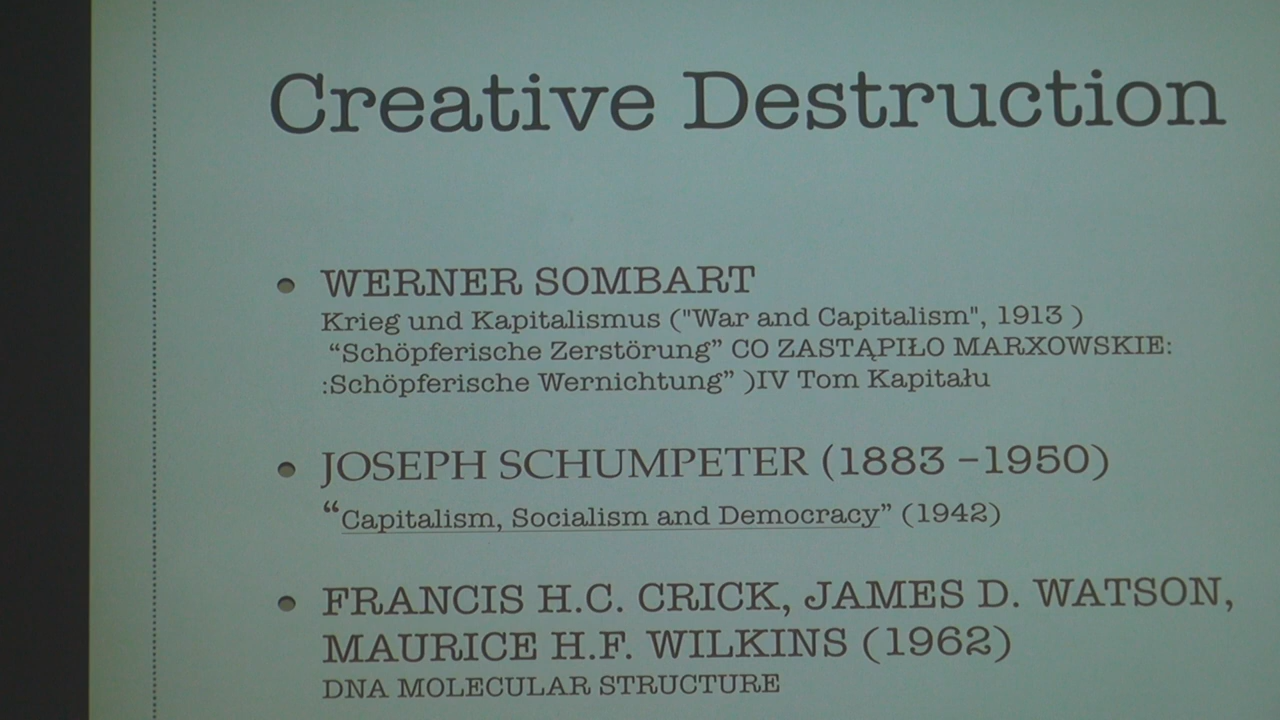 Creative Destruction
WERNER SOMBART
Krieg und Kapitalismus ("War and Capitalism", 1913 )
“Schöpferische Zerstörung” CO ZASTĄPIŁO MARXOWSKIE:
:Schöpferische Wernichtung” )IV Tom Kapitału
JOSEPH SCHUMPETER (1883 –1950)
“Capitalism, Socialism and Democracy” (1942)
FRANCIS H.C. CRICK, JAMES D. WATSON,
MAURICE H.F. WILKINS (1962)
DNA MOLECULAR STRUCTURE